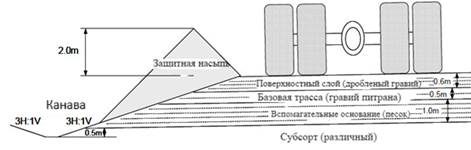 2.0m
Защитная насыпь
Поверхностный слой (дробленый гравий)
0.6m
Базовая трасса (гравий питрана)
0.5m
Вспомагательное основание (песок)
1.0m
Канава
3H:1V
3H:1V
0.5m
Субсорт (различный)